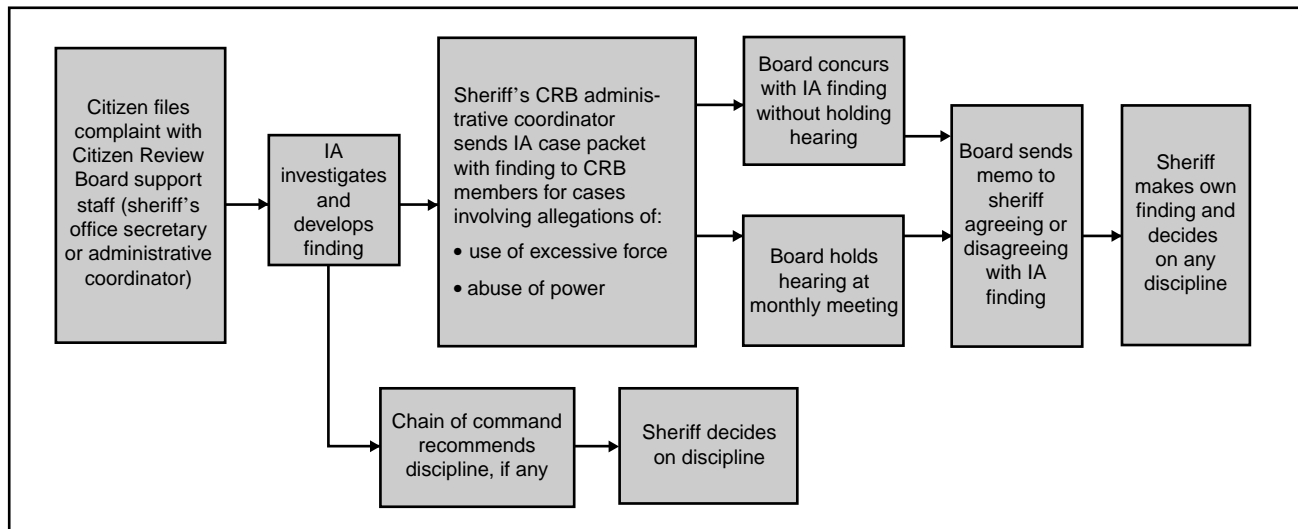 Citizen files
complaint with
Citizen Review
Board support
staff (sheriff's
office secretary
or administrative
coordinator)
IA
investigates
and
develops
finding
Sheriff's CRB adminis-
trative coordinator
sends IA case packet
with finding to CRB
members for cases
involving allegations of:
• use of excessive force
• abuse of power
Board concurs
with IA finding
without holding
hearing
Board holds
hearing at
monthly meeting
Board sends
memo to
sheriff
agreeing or
disagreeing
with IA
finding
Sheriff
makes own
finding and
decides
on any
discipline
Chain of command
recommends
discipline, if any
Sheriff decides
on discipline